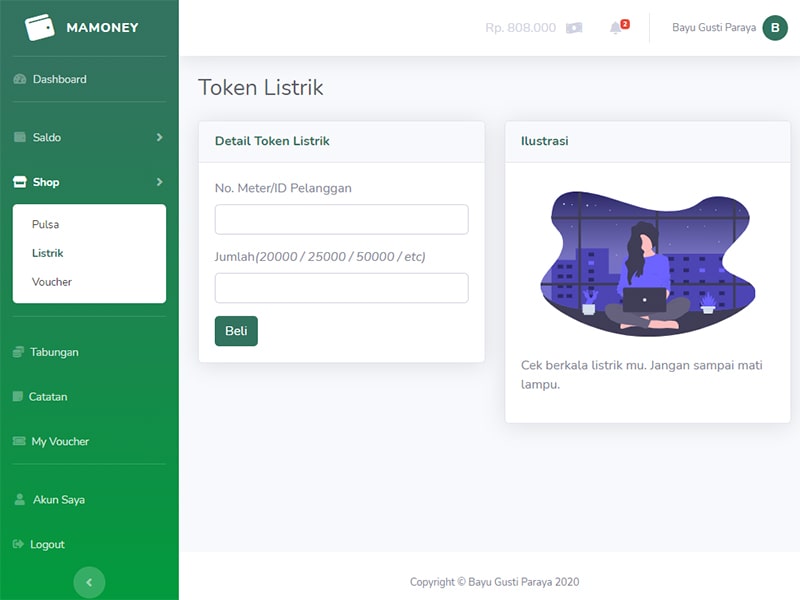 MAMONEY
Rp. 808.000
2
Bayu Gusti Paraya
B
Dashboard
Saldo
Shop
Pulsa
Listrik
Voucher
Tabungan
Catatan
My Voucher
Akun Saya
Logout
Token Listrik
Detail Token Listrik
No. Meter/ID Pelanggan
Jumlah(20000 / 25000 / 50000 / etc)
Beli
Ilustrasi
Cek berkala listrik mu. Jangan sampai mati
lampu.
Copyright © Bayu Gusti Paraya 2020